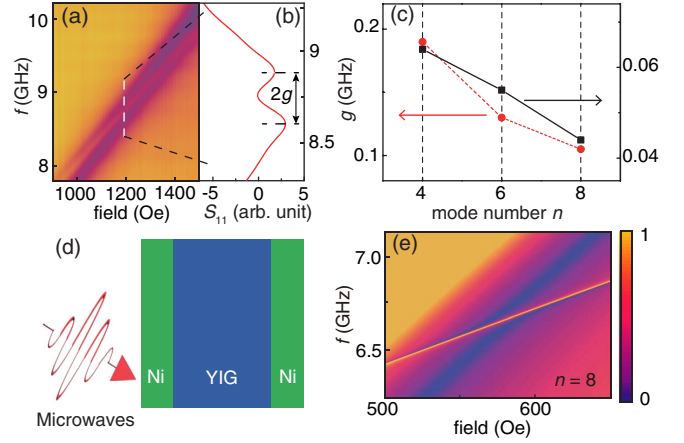 (a)
10
9
8
f (GHz)
1000
1200
1400
field (Oe)
(b)
9
8.5
2g
-5
0
5
S11 (arb. unit)
(c)
0.2
0.1
g (GHz)
0.06
0.04
4
6
8
mode number n
(d)
Ni
YIG
Ni
Microwaves
(e)
7.0
6.5
f (GHz)
n = 8
500
600
field (Oe)
1
0